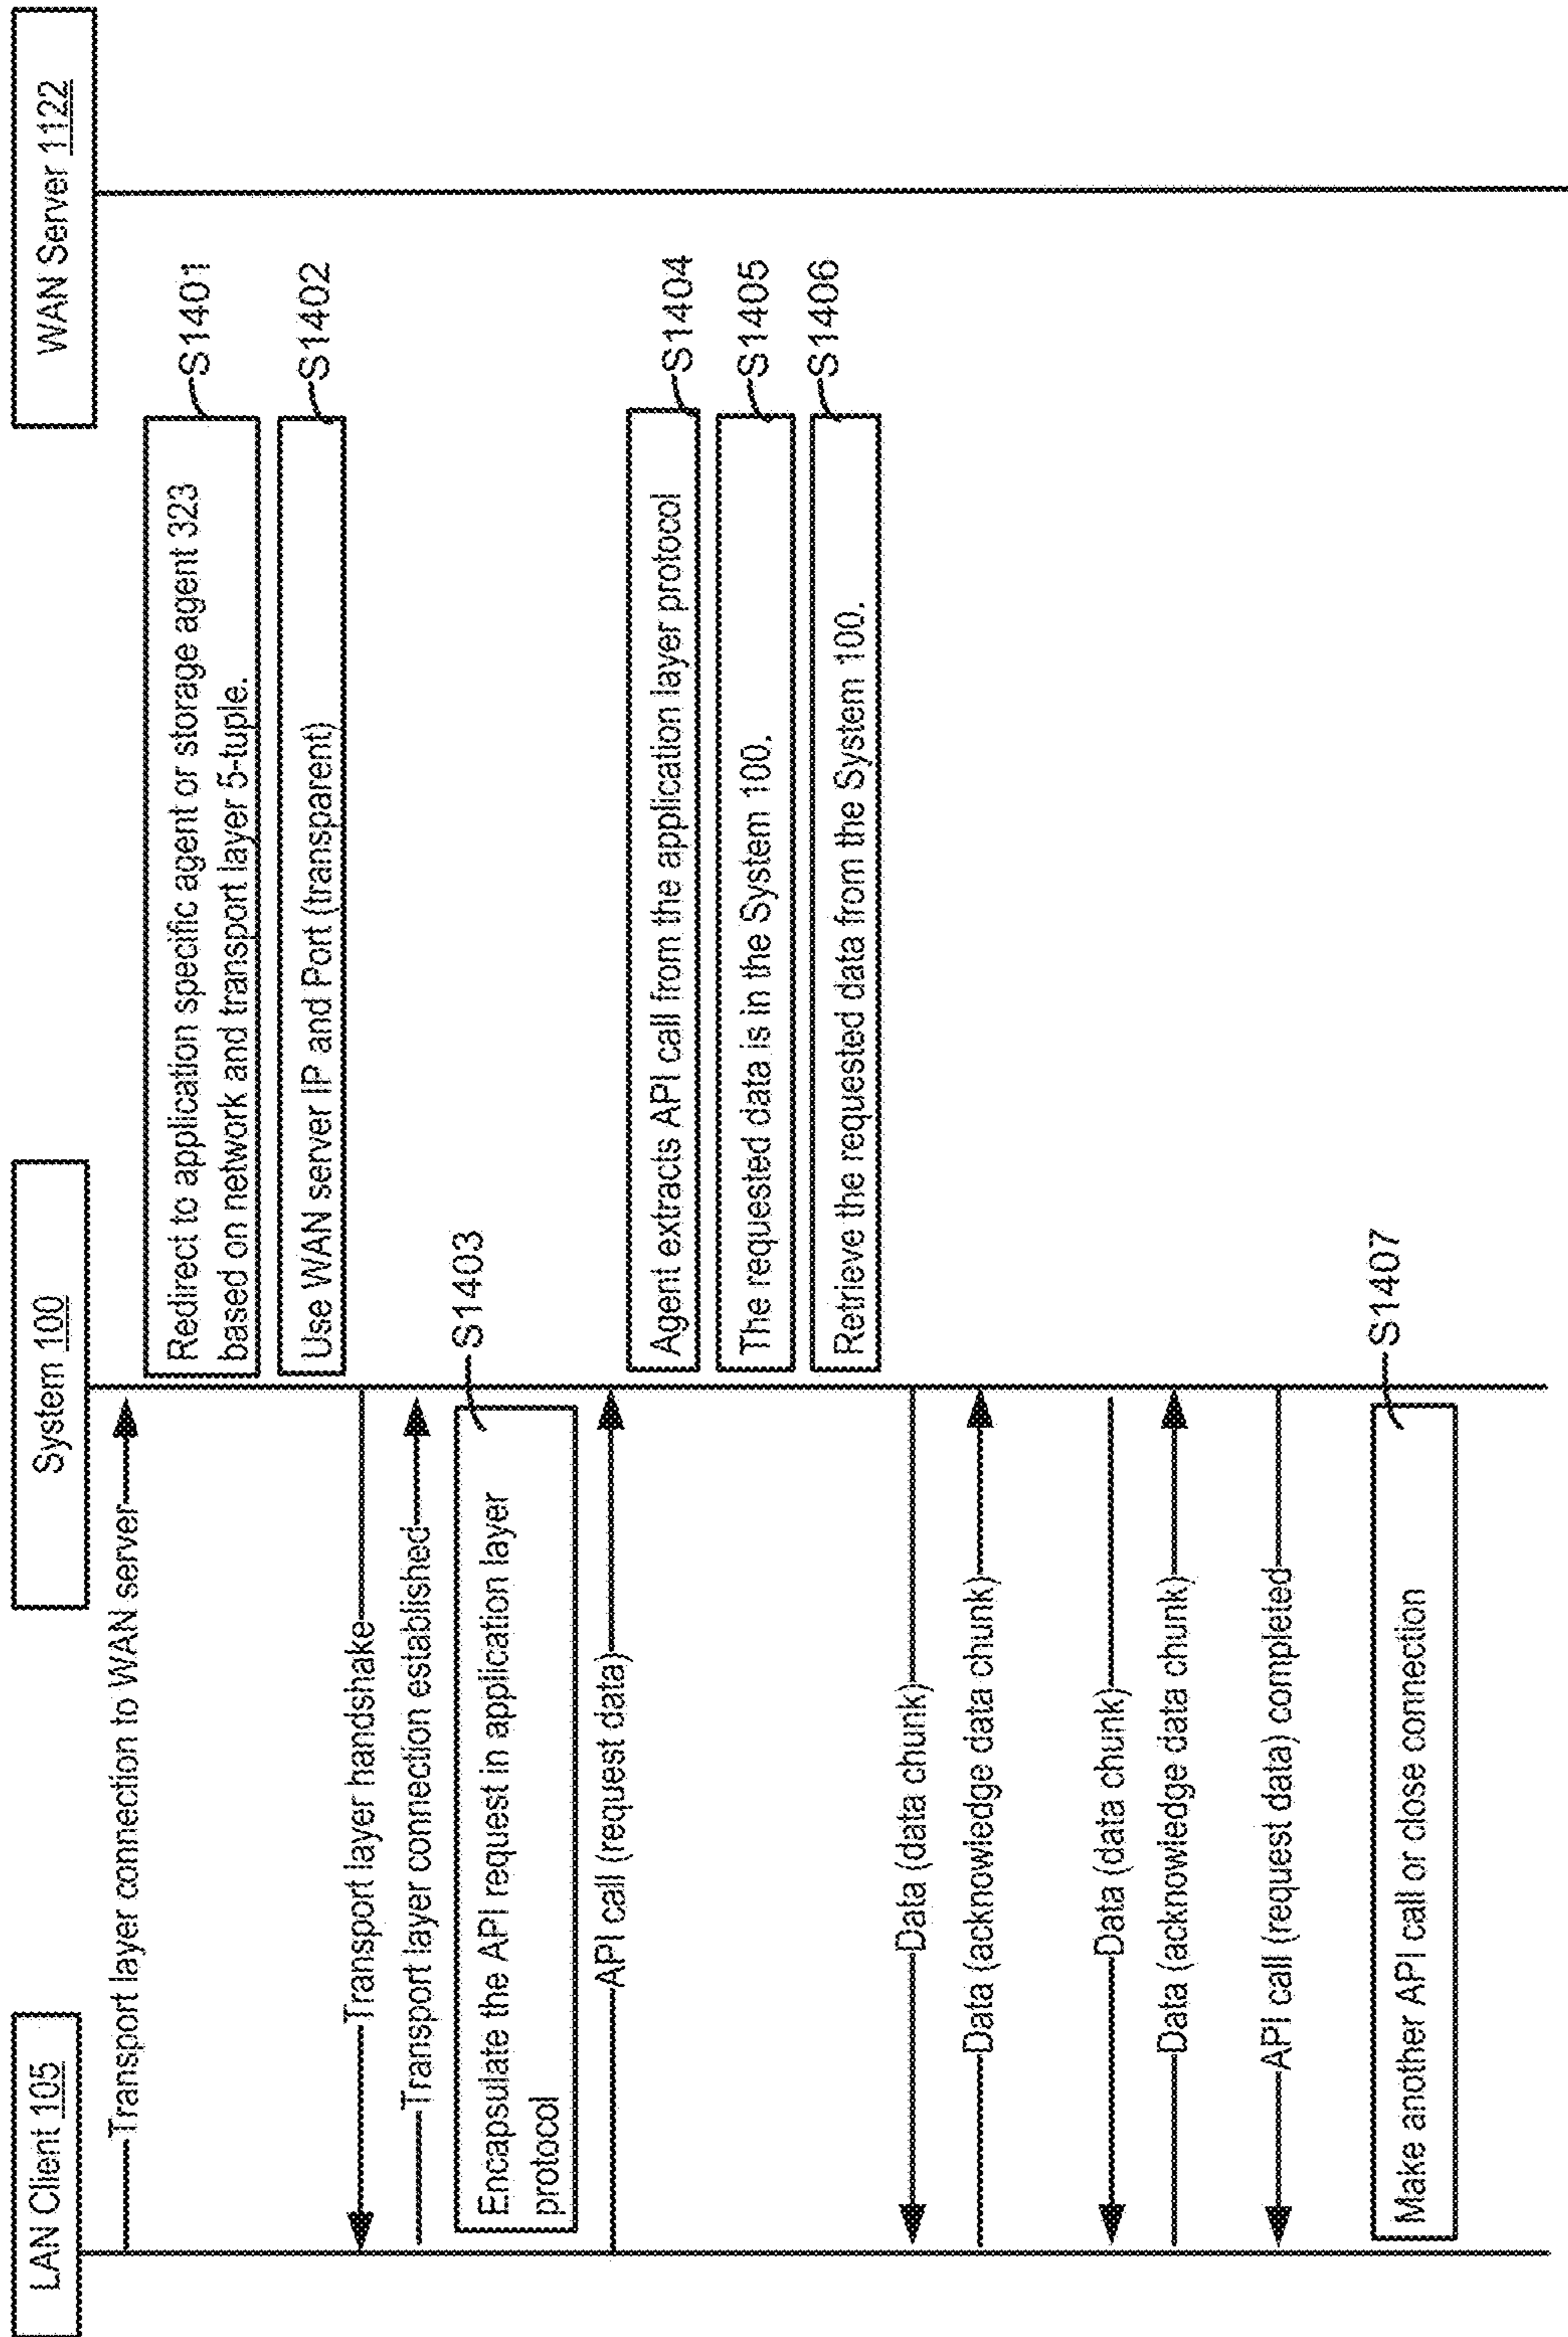 LAN Client 105
System 100
WAN Server 1122
Transport layer connection to WAN server
Redirect to application specific agent or storage agent 323
based on network and transport layer 5-tuple.
S1401
Use WAN server IP and Port (transparent)
S1402
Transport layer handshake
Transport layer connection established
Encapsulate the API request in application layer
protocol
S1403
API call (request data)
Agent extracts API call from the application layer protocol
S1404
The requested data is in the System 100.
S1405
Retrieve the requested data from the System 100.
S1406
Data (data chunk)
Data (acknowledge data chunk)
Data (data chunk)
Data (acknowledge data chunk)
API call (request data) completed
Make another API call or close connection
S1407